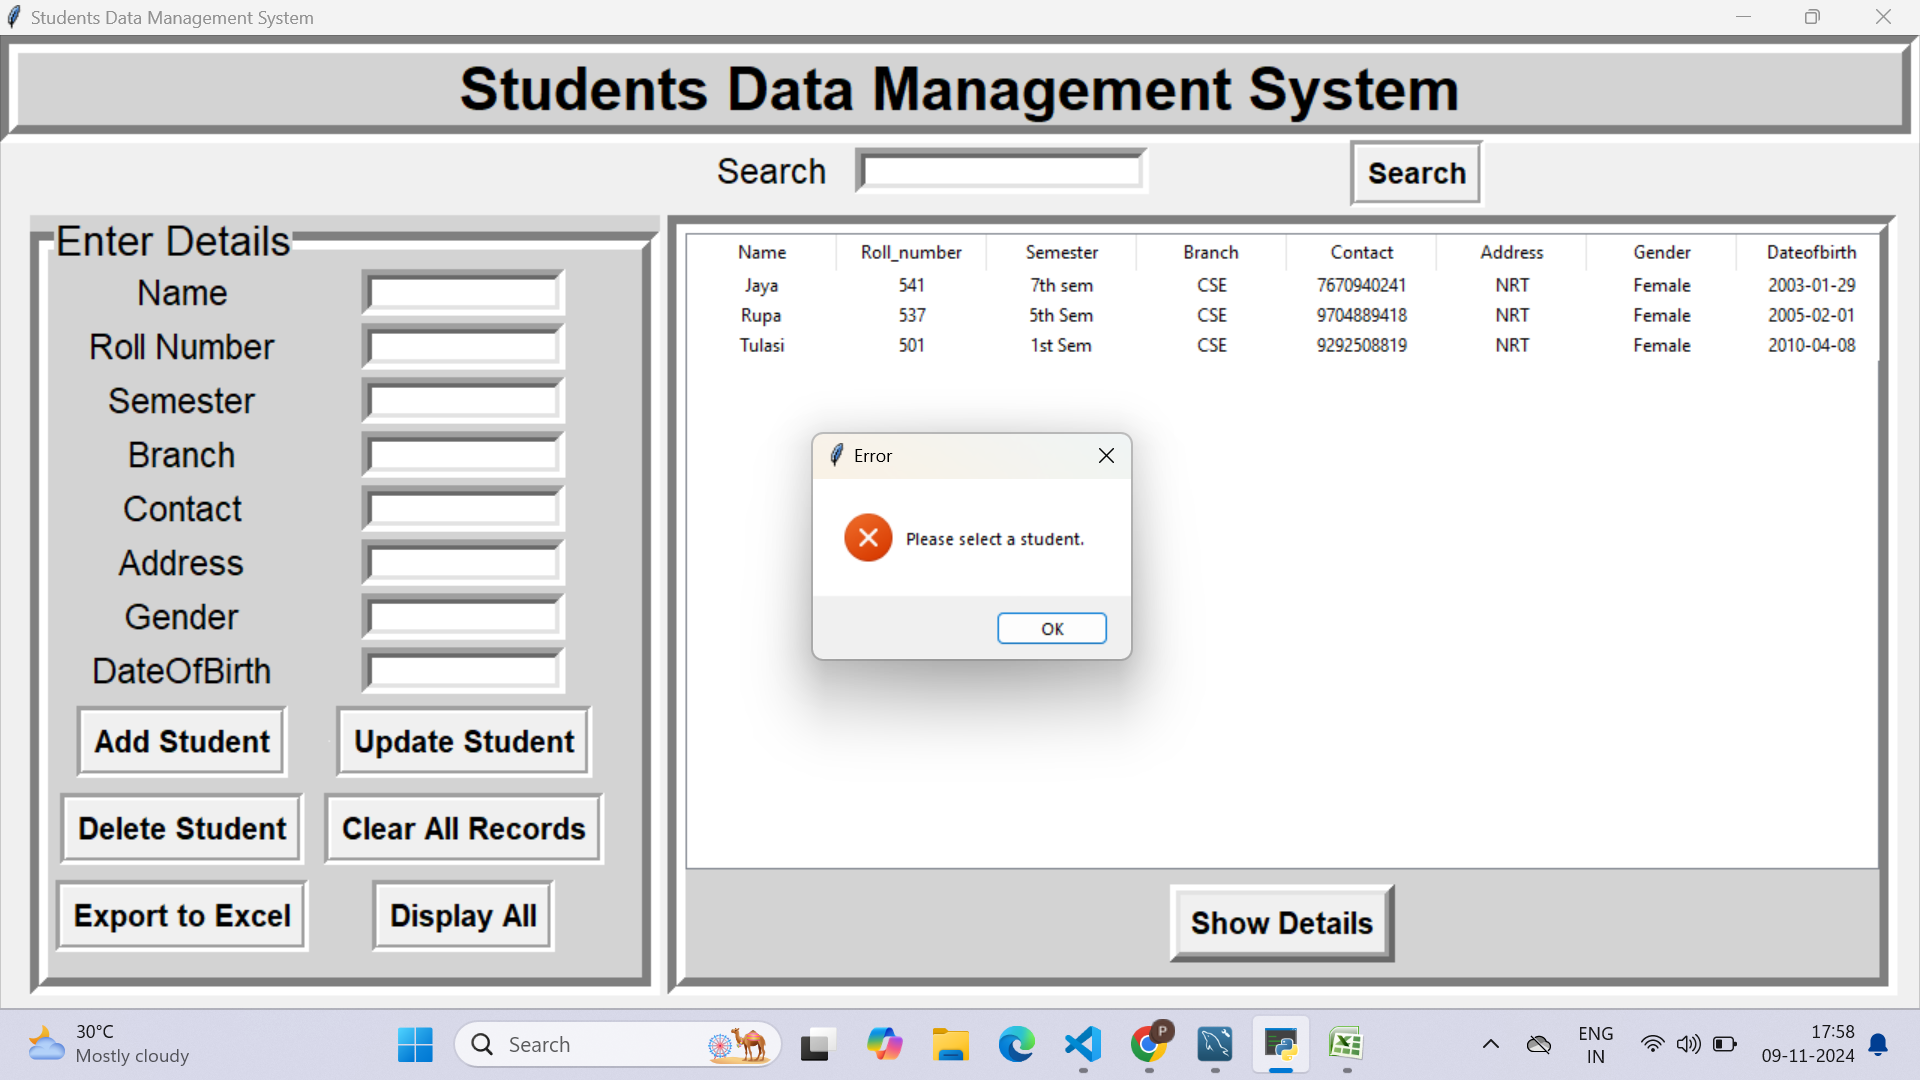 Students Data Management System
Students Data Management System
Search
Search
Enter Details
Name
Roll Number
Semester
Branch
Contact
Address
Gender
DateOfBirth
Add Student Update Student
Delete Student Clear All Records
Export to Excel Display All
Name Roll_number Semester Branch Contact Address Gender Dateofbirth
Jaya 541 7th sem CSE 7670940241 NRT Female 2003-01-29
Rupa 537 5th Sem CSE 9704889418 NRT Female 2005-02-01
Tulasi 501 1st Sem CSE 9292508819 NRT Female 2010-04-08
Error
Please select a student.
OK
Show Details
30°C
Mostly cloudy
Search
P
ENG
IN
17:58
09-11-2024